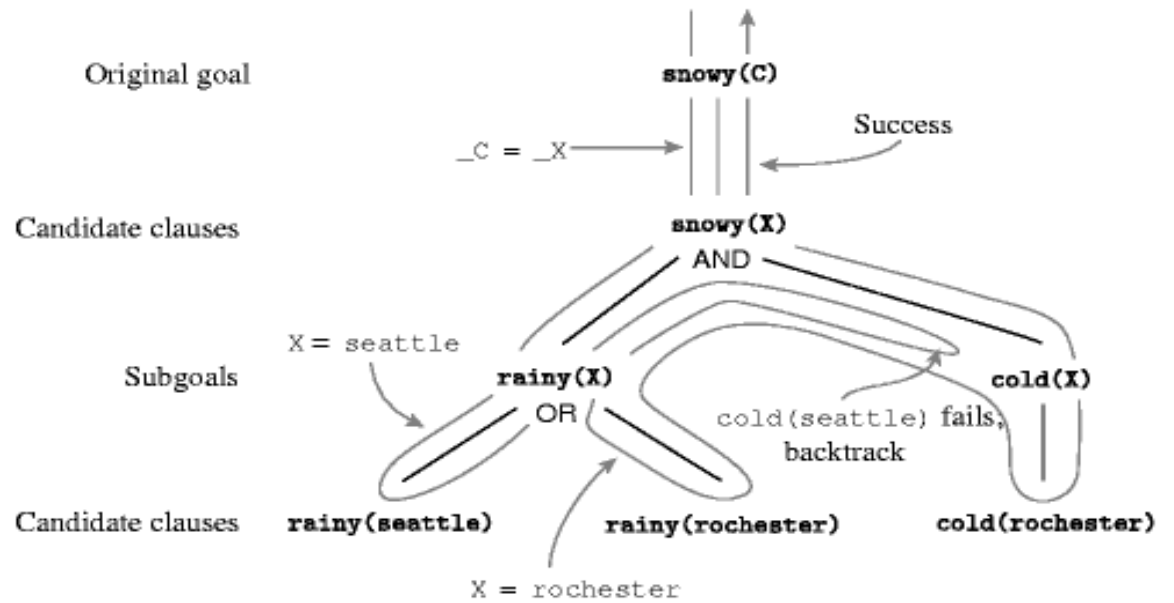 Original goal
snowy(C)
Success
_C = _X
Candidate clauses
snowy(X)
AND
X = seattle
Subgoals
rainy(X)
cold(X)
OR
cold(seattle) fails,
backtrack
Candidate clauses
rainy(seattle)
rainy(rochester)
cold(rochester)
X = rochester